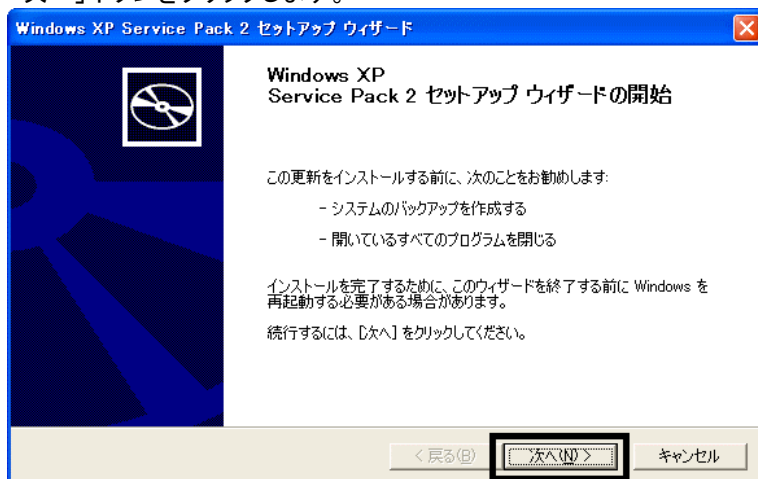 Windows XP Service Pack 2 セットアップ ウィザード
Windows XP
Service Pack 2 セットアップ ウィザードの開始
この更新をインストールする前に、次のことをお勧めします:
- システムのバックアップを作成する
- 開いているすべてのプログラムを閉じる
インストールを完了するために、このウィザードを終了する前に Windows を
再起動する必要がある場合があります。
続行するには、[次へ] をクリックしてください。
< 戻る(B)
次へ(N) >
キャンセル